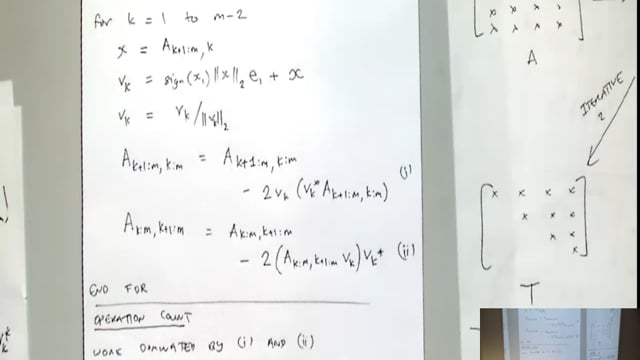 for k = 1 to m-2
x = A_{k+1:m, k}
v_k = sign(x_1) ||x||_2 e_1 + x
v_k = v_k / ||v_k||_2
A_{k+1:m, k:m} = A_{k+1:m, k:m}
- 2v_k (v_k^* A_{k+1:m, k:m}) (i)
A_{k:m, k+1:m} = A_{k:m, k+1:m}
- 2 (A_{k:m, k+1:m} v_k) v_k^* (ii)
END FOR
OPERATION COUNT
WORK DOMINATED BY (i) AND (ii)
x x x x
x x x x
A
ITERATIVE
2
x x x x
x x x
x x
x
T